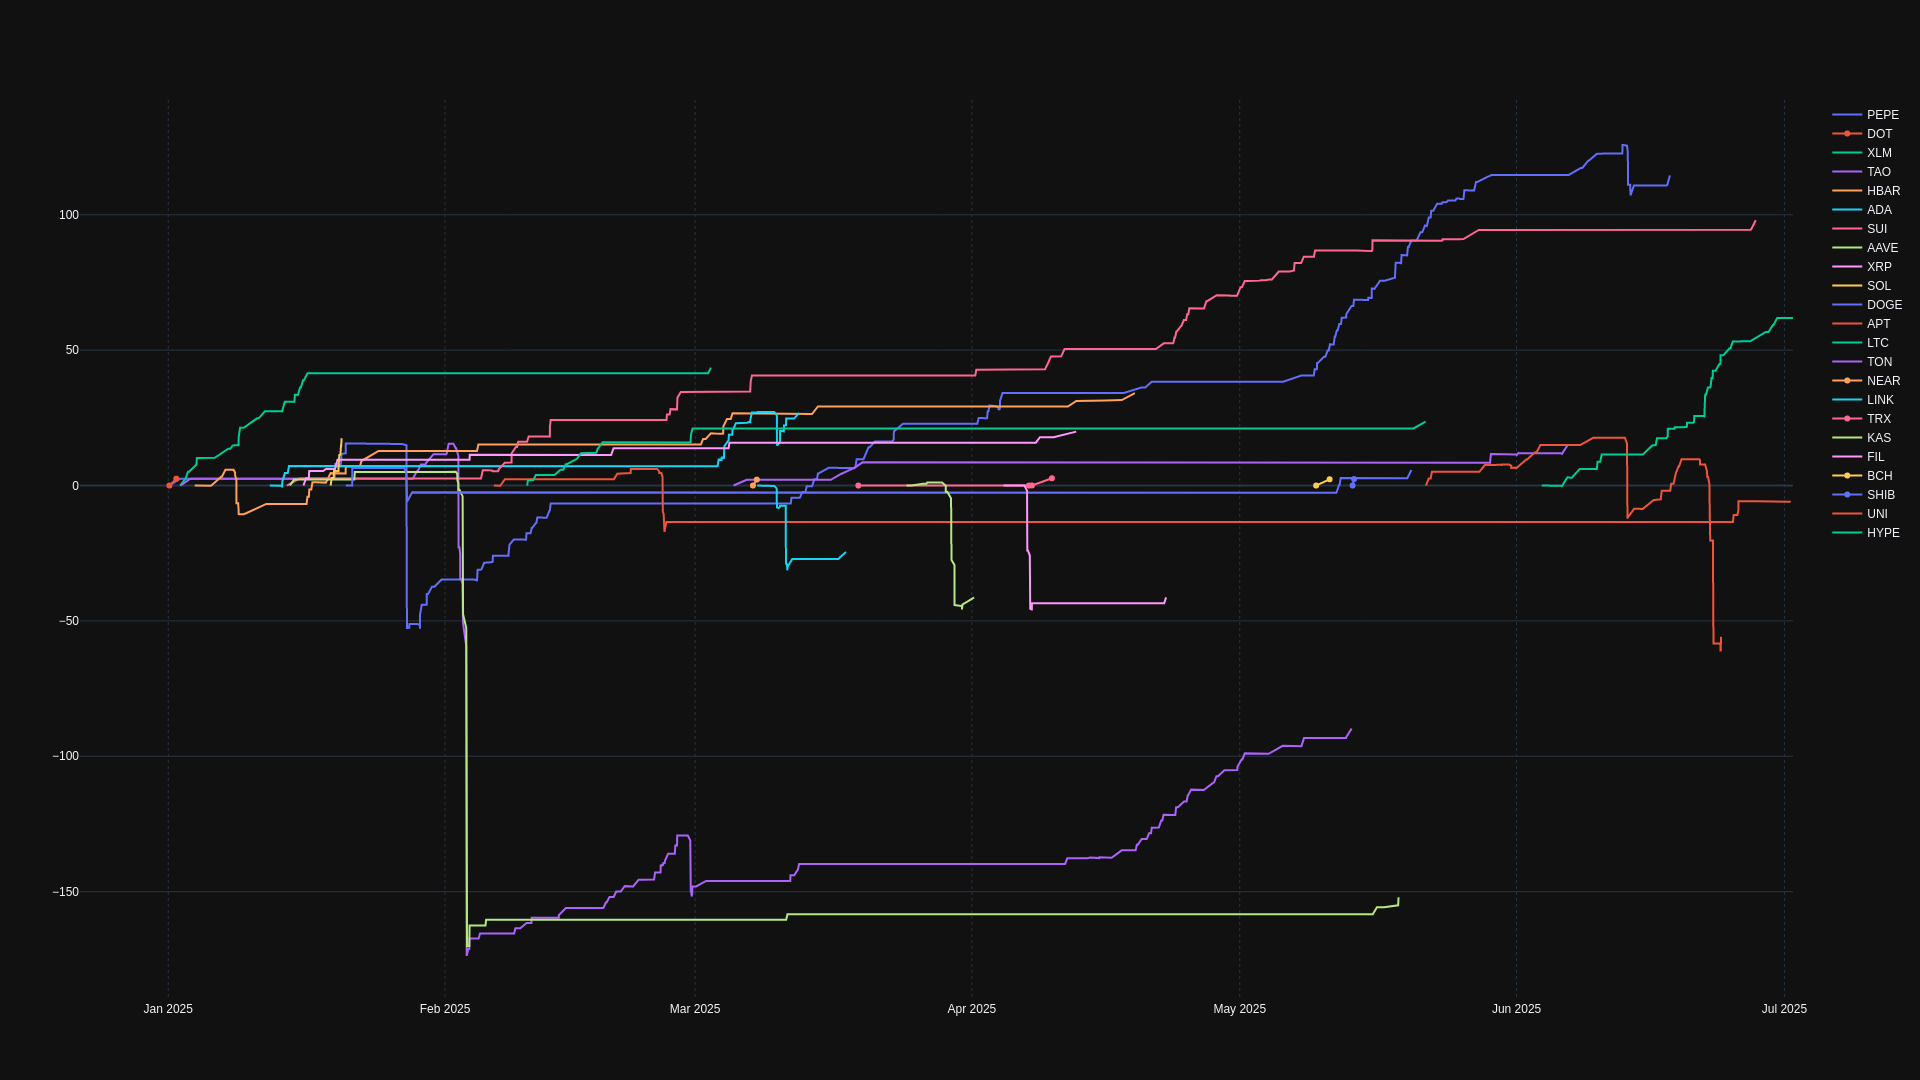 100
50
0
−50
−100
−150
Jan 2025
Feb 2025
Mar 2025
Apr 2025
May 2025
Jun 2025
Jul 2025
PEPE
DOT
XLM
TAO
HBAR
ADA
SUI
AAVE
XRP
SOL
DOGE
APT
LTC
TON
NEAR
LINK
TRX
KAS
FIL
BCH
SHIB
UNI
HYPE